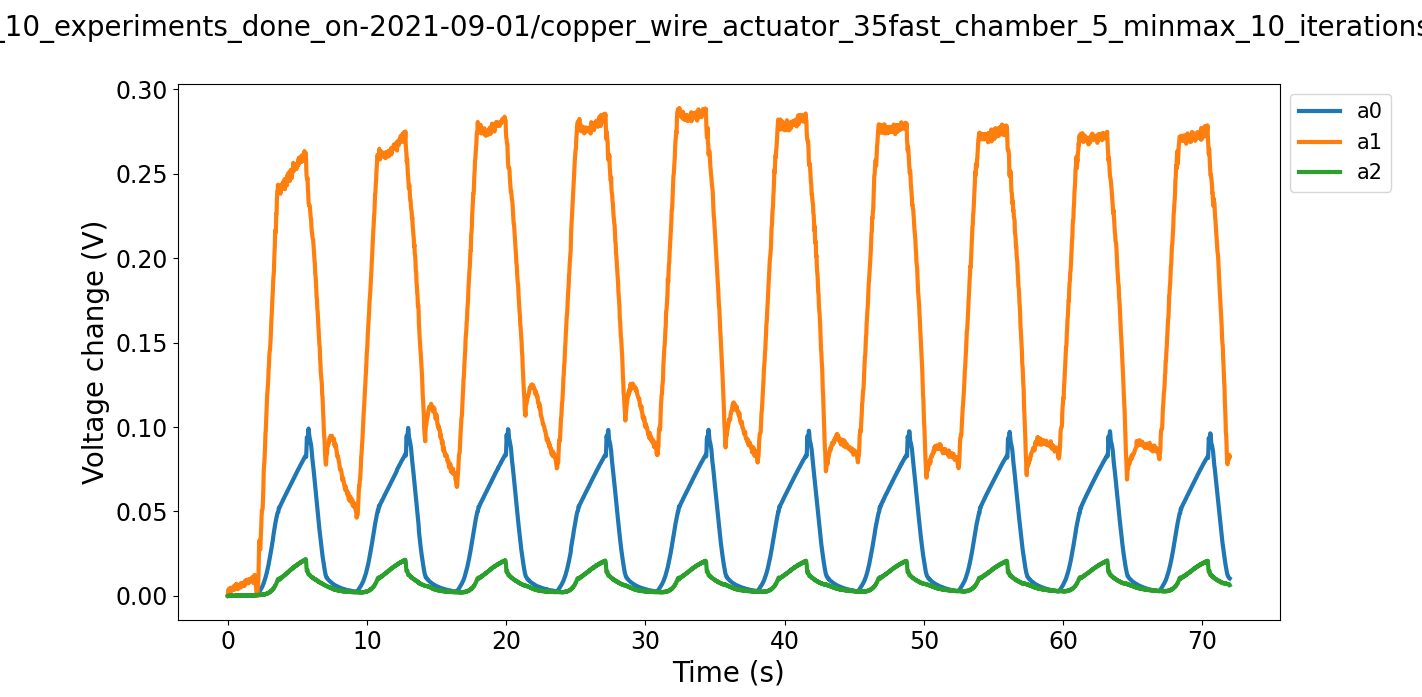 _10_experiments_done_on-2021-09-01/copper_wire_actuator_35fast_chamber_5_minmax_10_iterations
0.30
0.25
0.20
0.15
0.10
0.05
0.00
Voltage change (V)
0 10 20 30 40 50 60 70
Time (s)
a0
a1
a2